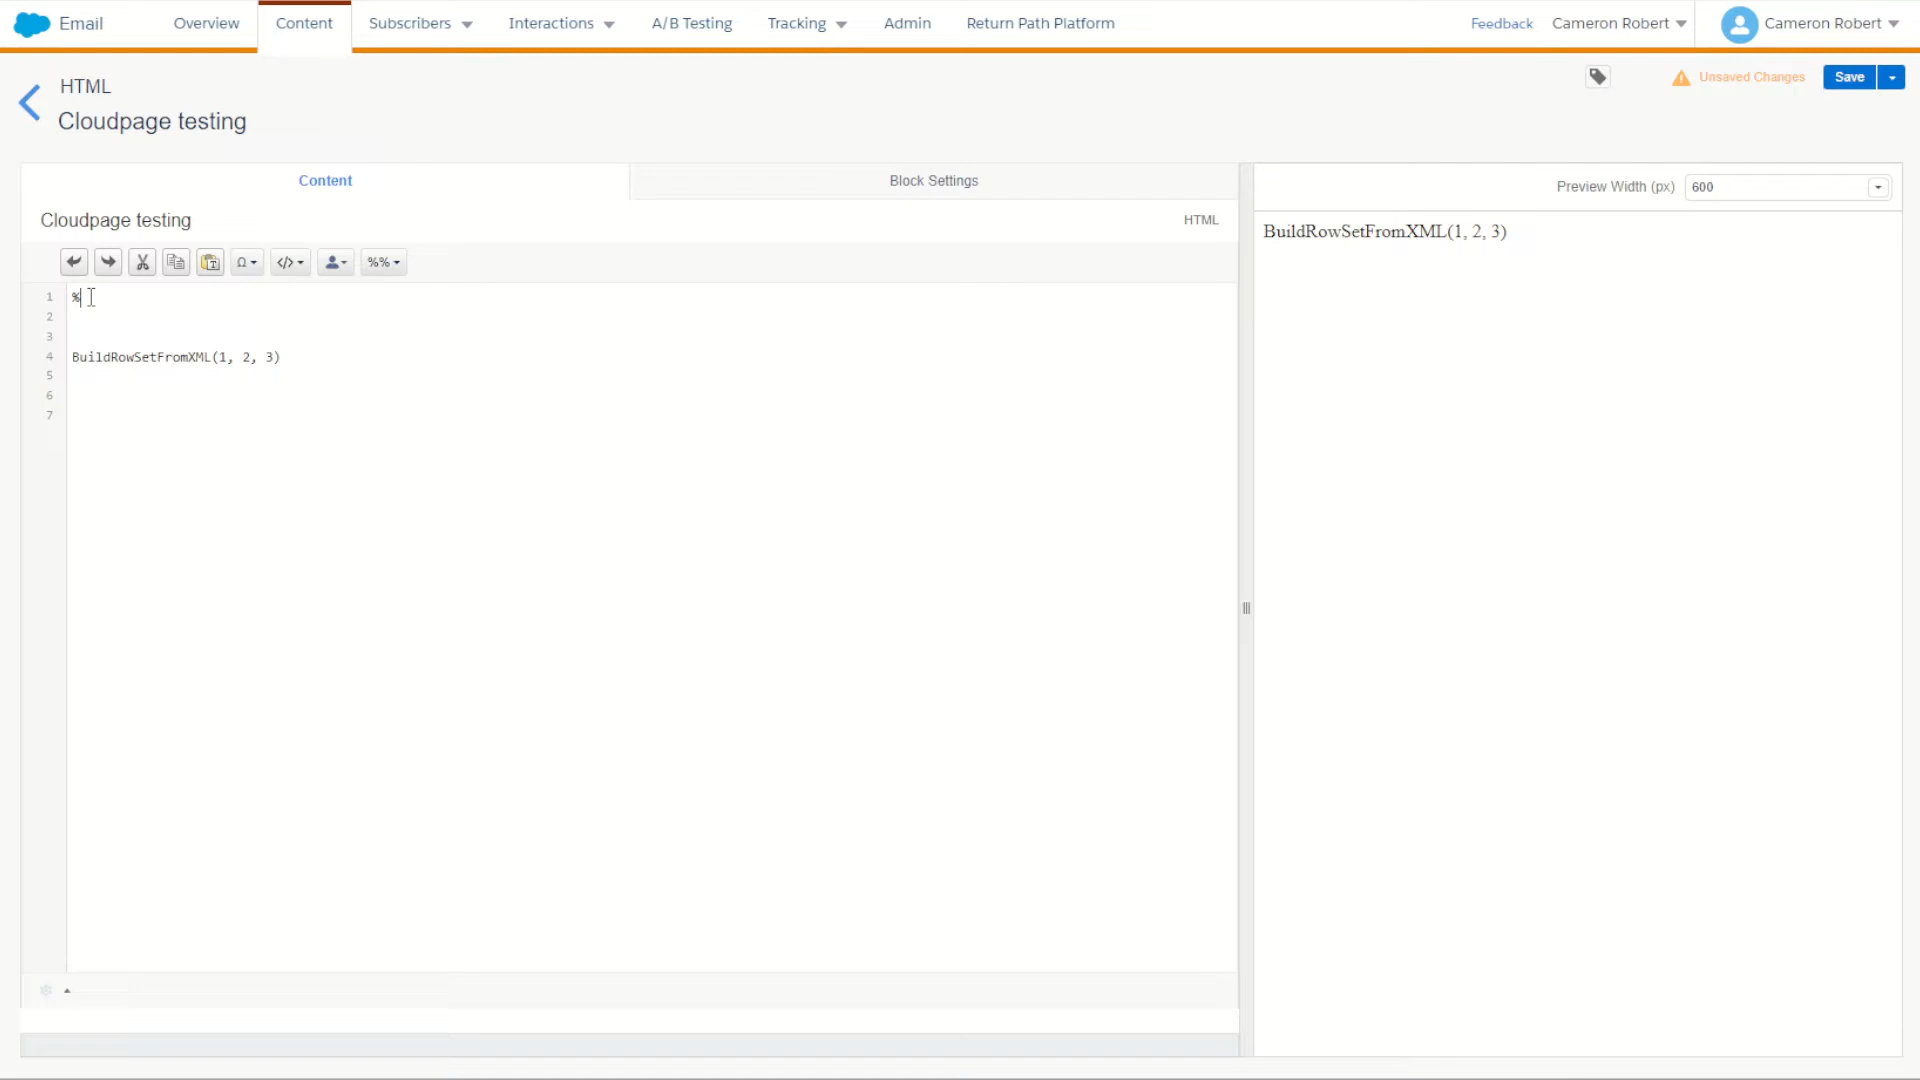 Email Overview Content Subscribers Interactions A/B Testing Tracking Admin Return Path Platform Feedback Cameron Robert Cameron Robert
HTML
Unsaved Changes Save
Cloudpage testing
Content Block Settings
Preview Width (px) 600
Cloudpage testing HTML
BuildRowSetFromXML(1, 2, 3)
Ω </> %%
1 %
2
3
4 BuildRowSetFromXML(1, 2, 3)
5
6
7